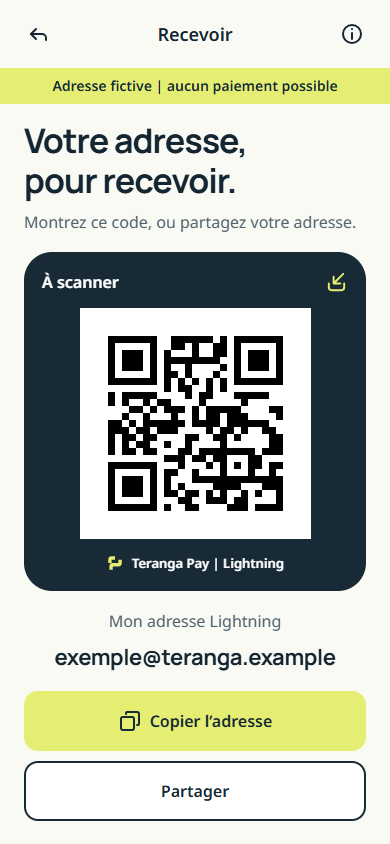 Recevoir
Adresse fictive | aucun paiement possible
Votre adresse,
pour recevoir.
Montrez ce code, ou partagez votre adresse.
À scanner
Teranga Pay | Lightning
Mon adresse Lightning
exemple@teranga.example
Copier l’adresse
Partager